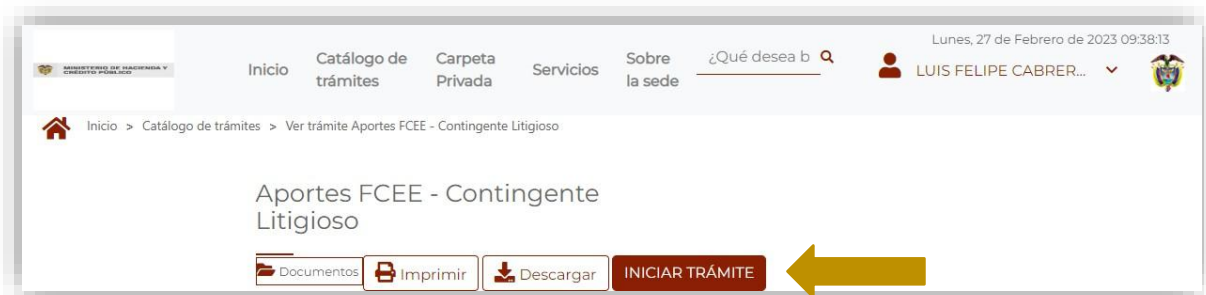 Lunes, 27 de Febrero de 2023 09:38:13
MINISTERIO DE HACIENDA Y
CRÉDITO PÚBLICO
Inicio
Catálogo de
trámites
Carpeta
Privada
Servicios
Sobre
la sede
¿Qué desea b
LUIS FELIPE CABRER...
Inicio > Catálogo de trámites > Ver trámite Aportes FCEE - Contingente Litigioso
Aportes FCEE - Contingente
Litigioso
Documentos
Imprimir
Descargar
INICIAR TRÁMITE